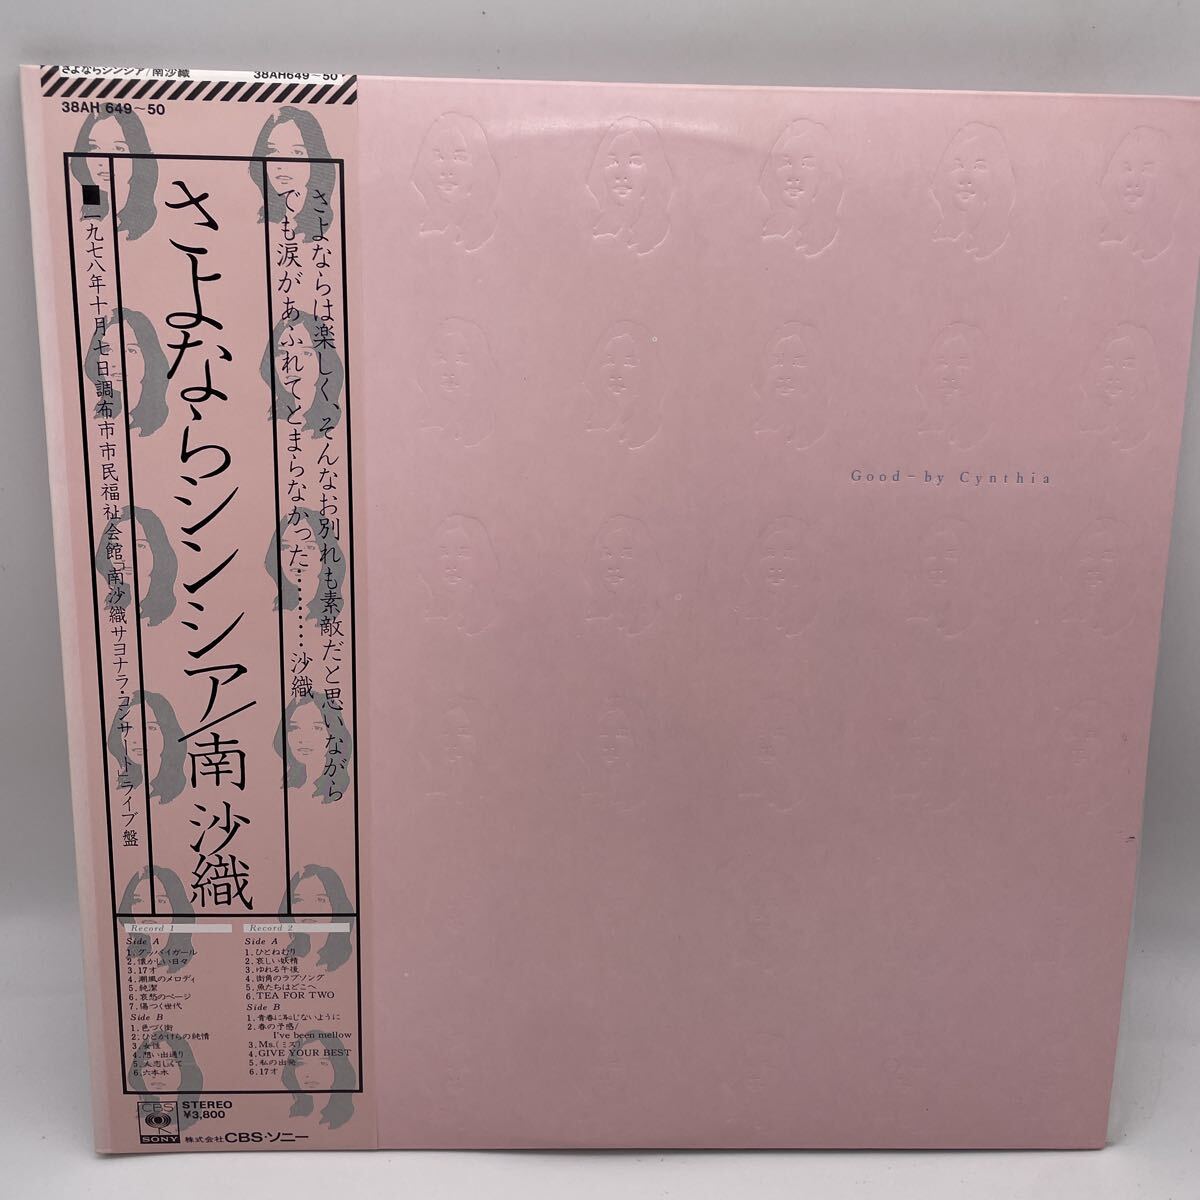 さよならシンシア/南沙織
38AH649～50
38AH 649～50
さよならは楽しく、そんなお別れも素敵だと思いながら
でも涙があふれてとまらなかった………沙織
さよならシンシア/南沙織
■一九七八年十月七日調布市市民福祉会館「南沙織サヨナラ・コンサート」ライブ盤
Record 1
Side A
1.グッバイガール
2.懐かしい日々
3.17才
4.潮風のメロディ
5.純潔
6.哀愁のページ
7.傷つく世代
Side B
1.色づく街
2.ひとかけらの純情
3.女性
4.想い出通り
5.人恋しくて
6.六本木
Record 2
Side A
1.ひとねむり
2.哀しい妖精
3.ゆれる午後
4.街角のラブソング
5.魚たちはどこへ
6.TEA FOR TWO
Side B
1.青春に恥じないように
2.春の予感/
I've been mellow
3.Ms.(ミズ)
4.GIVE YOUR BEST
5.私の出発
6.17才
CBS
SONY
STEREO
¥3,800
株式会社CBS・ソニー
Good-by Cynthia